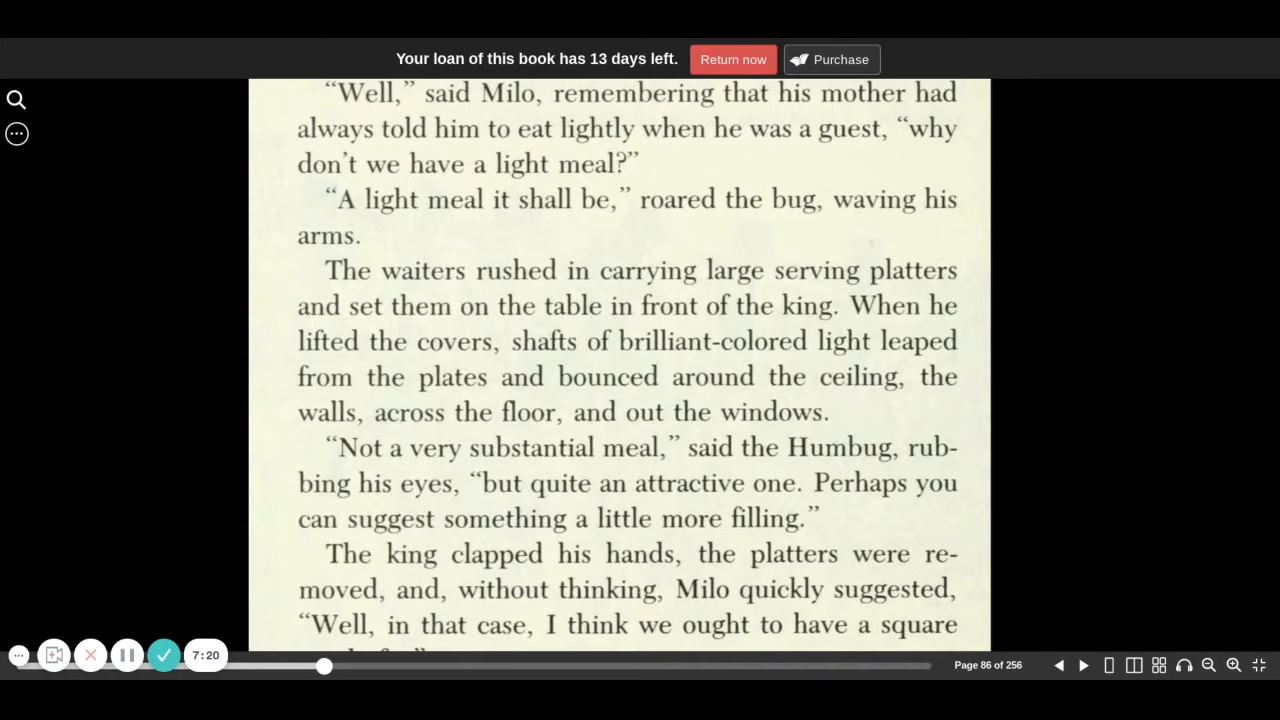 Your loan of this book has 13 days left. Return now Purchase
“Well,” said Milo, remembering that his mother had
always told him to eat lightly when he was a guest, “why
don’t we have a light meal?”
“A light meal it shall be,” roared the bug, waving his
arms.
The waiters rushed in carrying large serving platters
and set them on the table in front of the king. When he
lifted the covers, shafts of brilliant-colored light leaped
from the plates and bounced around the ceiling, the
walls, across the floor, and out the windows.
“Not a very substantial meal,” said the Humbug, rub-
bing his eyes, “but quite an attractive one. Perhaps you
can suggest something a little more filling.”
The king clapped his hands, the platters were re-
moved, and, without thinking, Milo quickly suggested,
“Well, in that case, I think we ought to have a square
7:20
Page 86 of 256